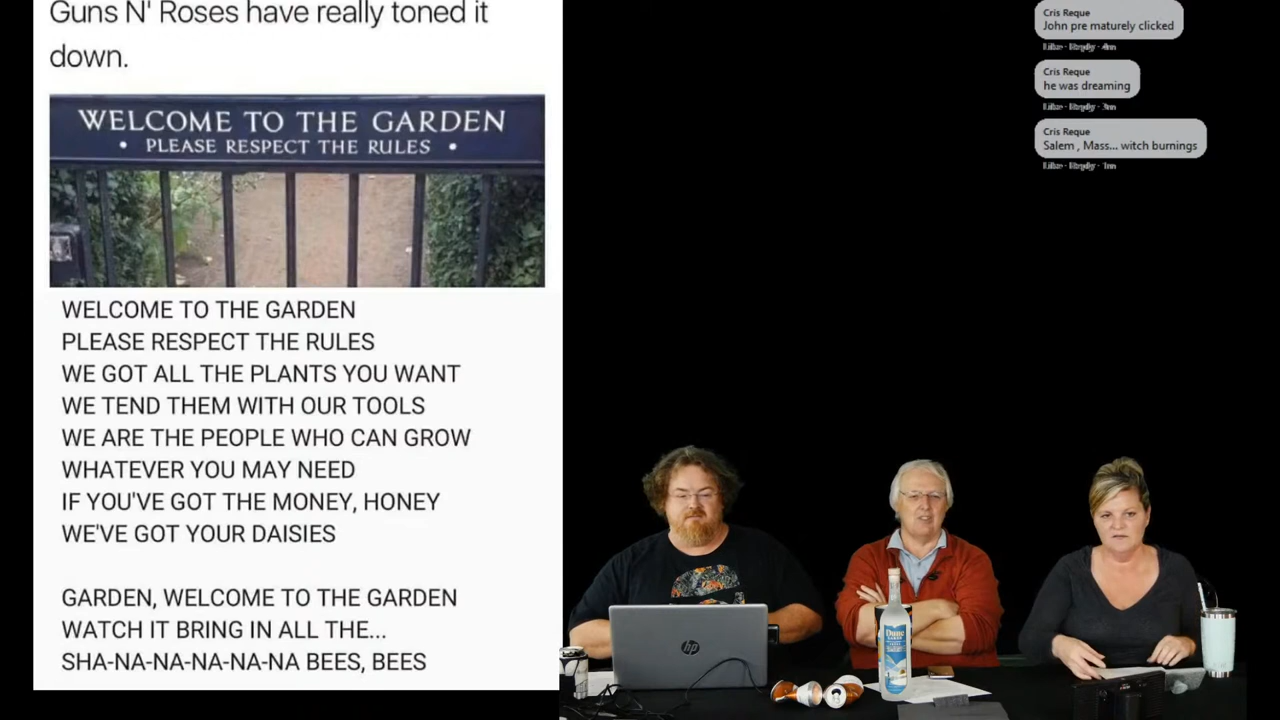 Guns N' Roses have really toned it
down.
WELCOME TO THE GARDEN
• PLEASE RESPECT THE RULES •
WELCOME TO THE GARDEN
PLEASE RESPECT THE RULES
WE GOT ALL THE PLANTS YOU WANT
WE TEND THEM WITH OUR TOOLS
WE ARE THE PEOPLE WHO CAN GROW
WHATEVER YOU MAY NEED
IF YOU'VE GOT THE MONEY, HONEY
WE'VE GOT YOUR DAISIES
GARDEN, WELCOME TO THE GARDEN
WATCH IT BRING IN ALL THE...
SHA-NA-NA-NA-NA-NA BEES, BEES
Cris Reque
John pre maturely clicked
Cris Reque
he was dreaming
Cris Reque
Salem , Mass... witch burnings
hp
Dune